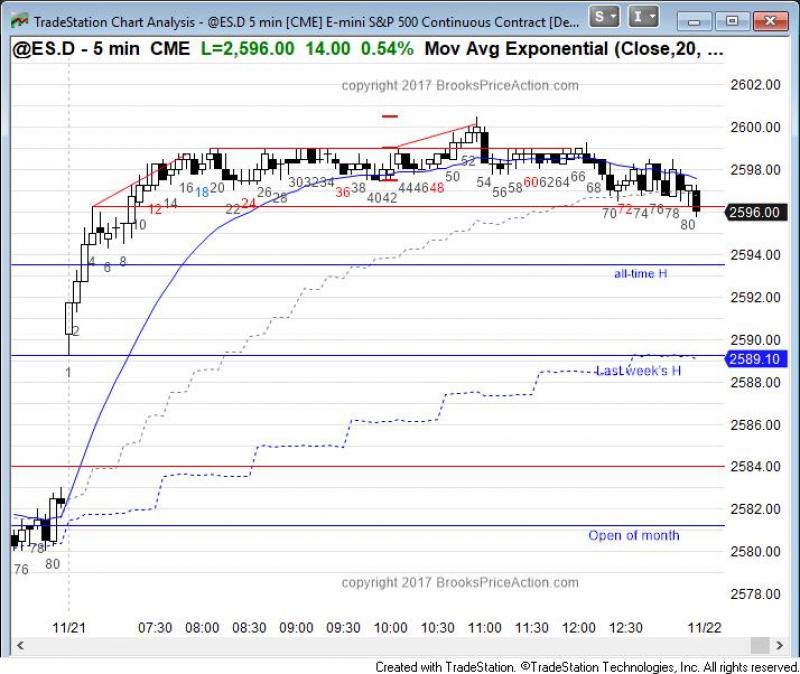 TradeStation Chart Analysis - @ES.D 5 min [CME] E-mini S&P 500 Continuous Contract [De...
S I
@ES.D - 5 min CME L=2,596.00 14.00 0.54% Mov Avg Exponential (Close,20, ...
copyright 2017 BrooksPriceAction.com
2602.00
2600.00
2598.00
2596.00
2594.00
2592.00
2590.00
2589.10
2588.00
2586.00
2584.00
2582.00
2580.00
2578.00
52
50
16 18 20 26 28 30 32 34 36 38 40 42 44 46 48 54 56 58 60 62 64 66 68
12 14 22 24 70 72 74 76 78
10 80
4 6 8
all-time H
2
Last week's H
1
Open of month
78
76 80
copyright 2017 BrooksPriceAction.com
11/21 07:30 08:00 08:30 09:00 09:30 10:00 10:30 11:00 11:30 12:00 12:30 11/22
Created with TradeStation. ©TradeStation Technologies, Inc. All rights reserved.